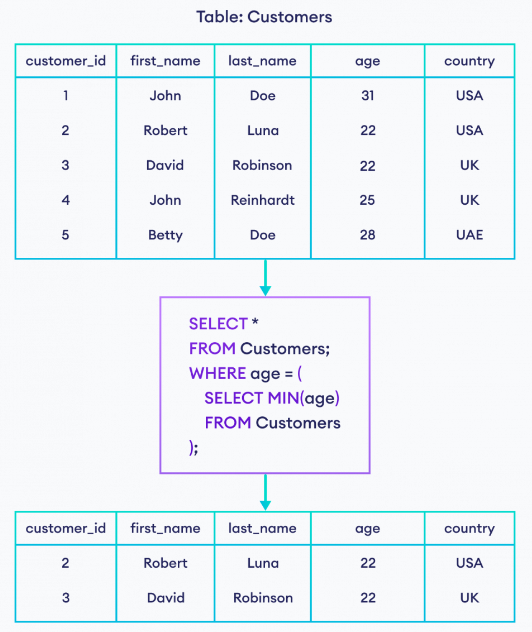 Table: Customers
customer_id first_name last_name age country
1 John Doe 31 USA
2 Robert Luna 22 USA
3 David Robinson 22 UK
4 John Reinhardt 25 UK
5 Betty Doe 28 UAE
SELECT *
FROM Customers;
WHERE age = (
SELECT MIN(age)
FROM Customers
);
customer_id first_name last_name age country
2 Robert Luna 22 USA
3 David Robinson 22 UK